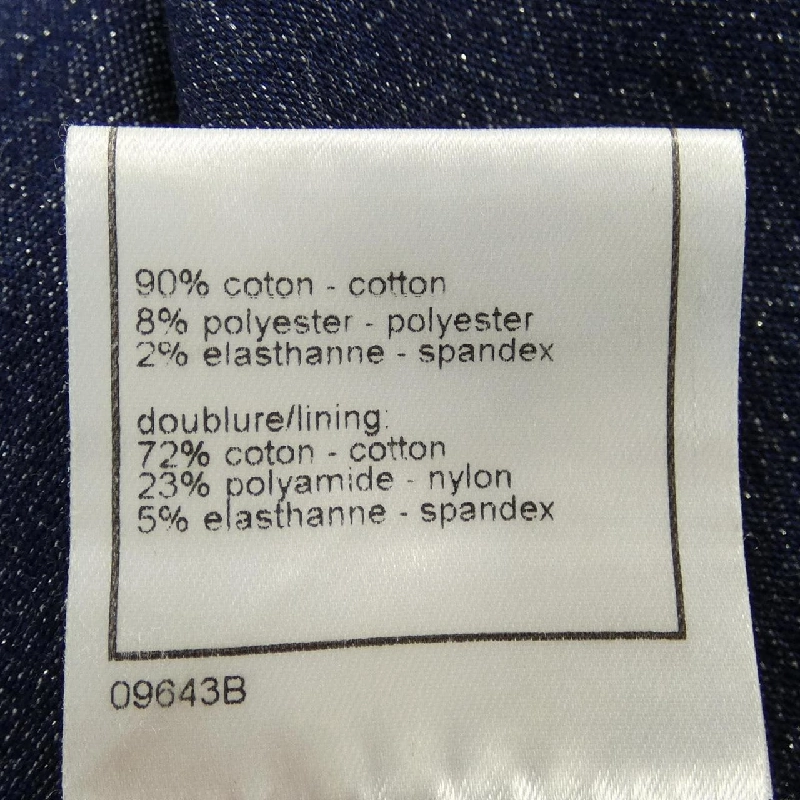 90% coton - cotton
8% polyester - polyester
2% elasthanne - spandex
doublure/lining:
72% coton - cotton
23% polyamide - nylon
5% elasthanne - spandex
09643B